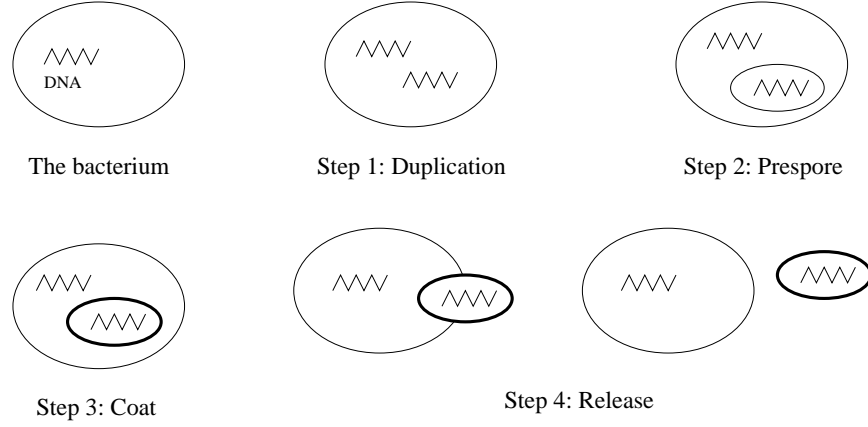 DNA
The bacterium
Step 1: Duplication
Step 2: Prespore
Step 3: Coat
Step 4: Release